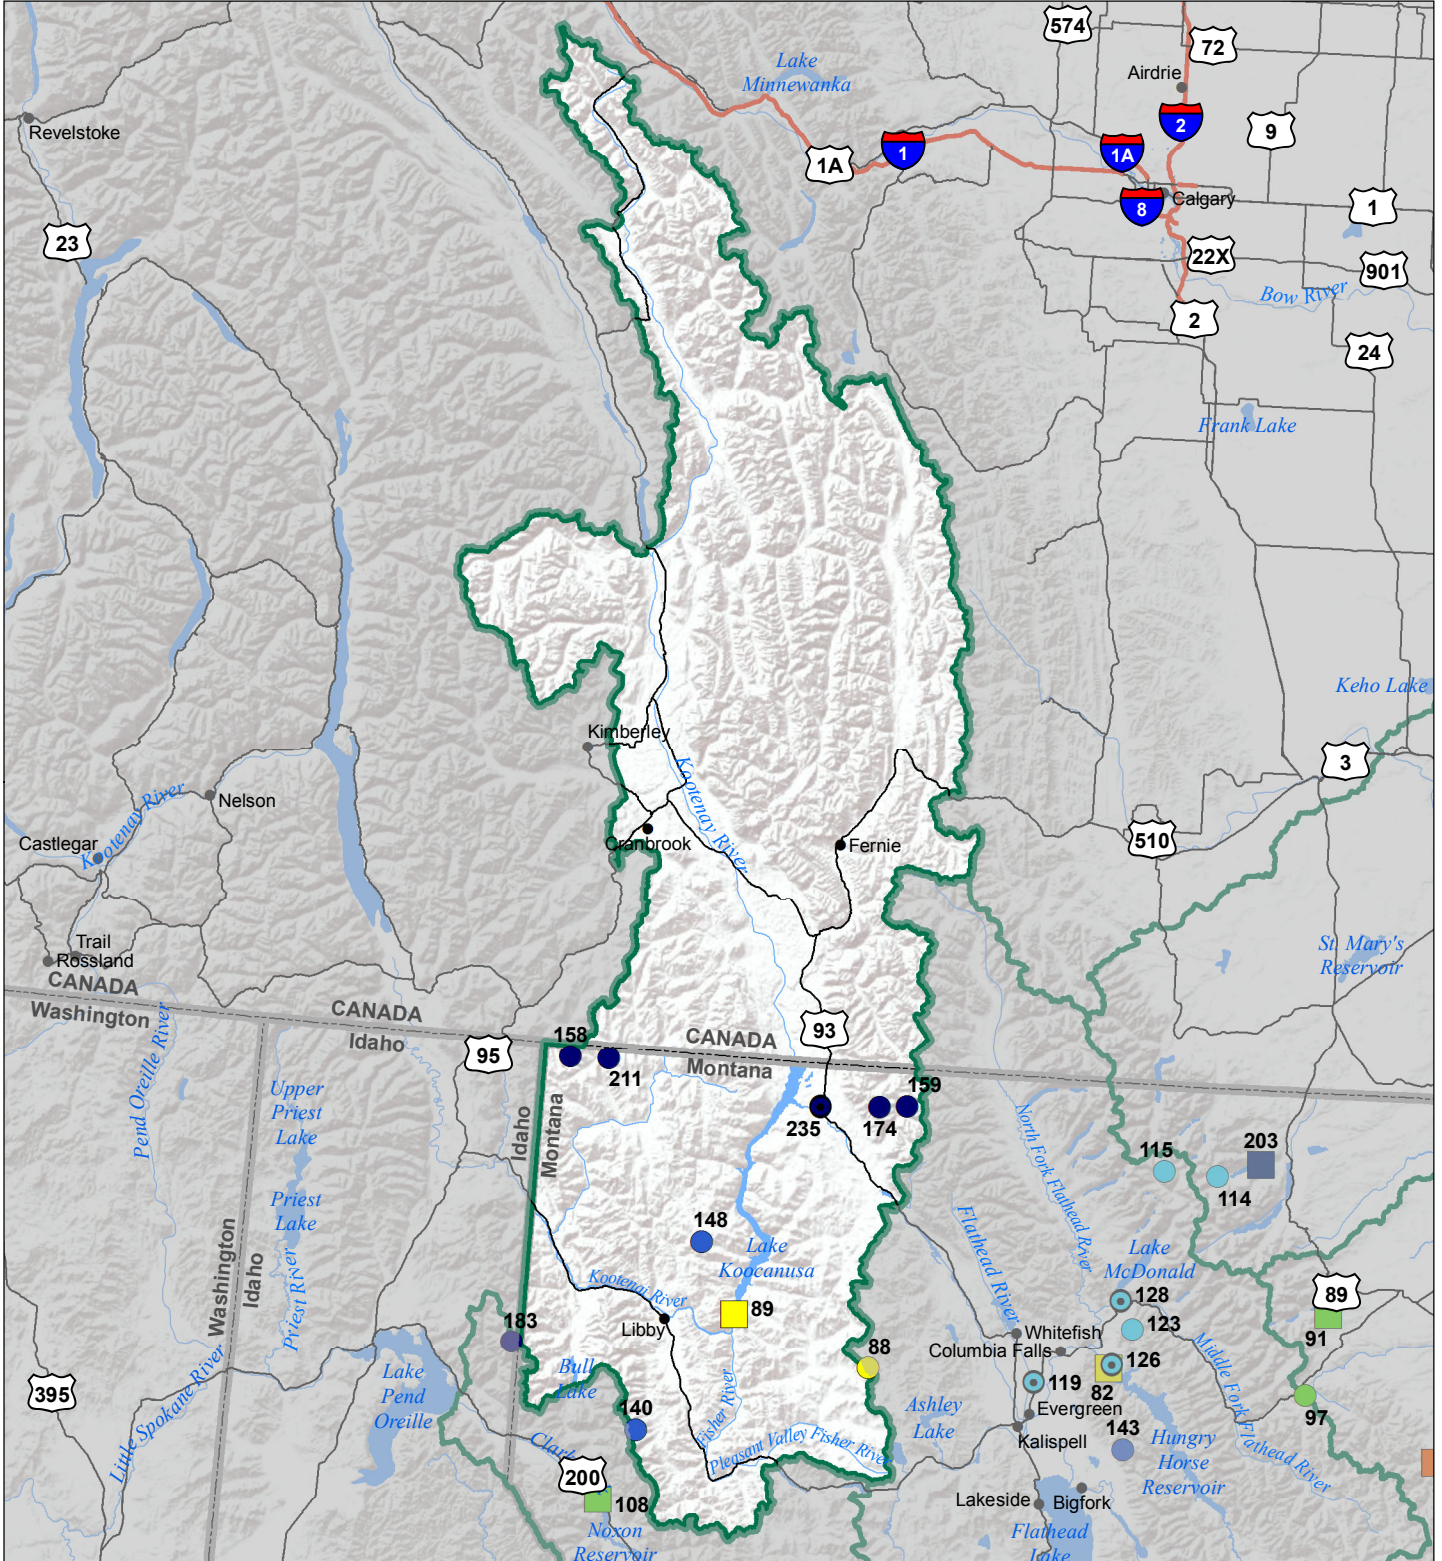 574
72
Airdrie
Lake
Minnewanka
2
9
Revelstoke
1A
1
1A
8
Calgary
1
23
22X
901
Bow River
2
24
Frank Lake
Keho Lake
Kimberley
3
Kootenay River
Nelson
Kootenay River
Castlegar
Cranbrook
Fernie
510
Trail
Rossland
St. Mary's
Reservoir
CANADA
Washington
CANADA
Idaho
95
158
211
CANADA
Montana
93
159
235
174
Pend Oreille River
Upper
Priest
Lake
Idaho
Montana
North Fork Flathead River
115
203
114
Priest
Lake
Washington
Idaho
Priest River
148
Lake
Koocanusa
Flathead River
Lake
McDonald
Kootenai River
89
128
89
123
91
183
Libby
Whitefish
Columbia Falls
Middle Fork Flathead River
88
126
82
119
395
Little Spokane River
Lake
Pend
Oreille
Bull
Lake
Fisher River
Ashley
Lake
Evergreen
97
140
Kalispell
143
Hungry
Horse
Reservoir
Clark
Pleasant Valley Fisher River
200
108
Noxon
Reservoir
Lakeside
Bigfork
Flathead
Lake